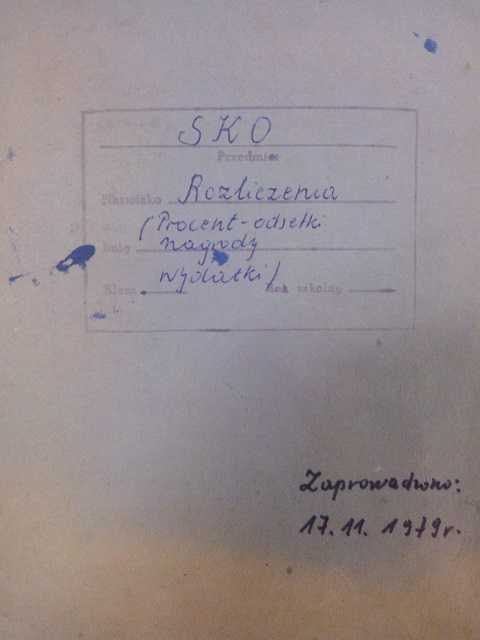 SKO
Przedmiot
Nazwisko Rozliczenia
(Procent-odsetki
Imię nagrody
wydatki)
Klasa Rok szkolny
Zaprowadzono:
17.11.1979r.